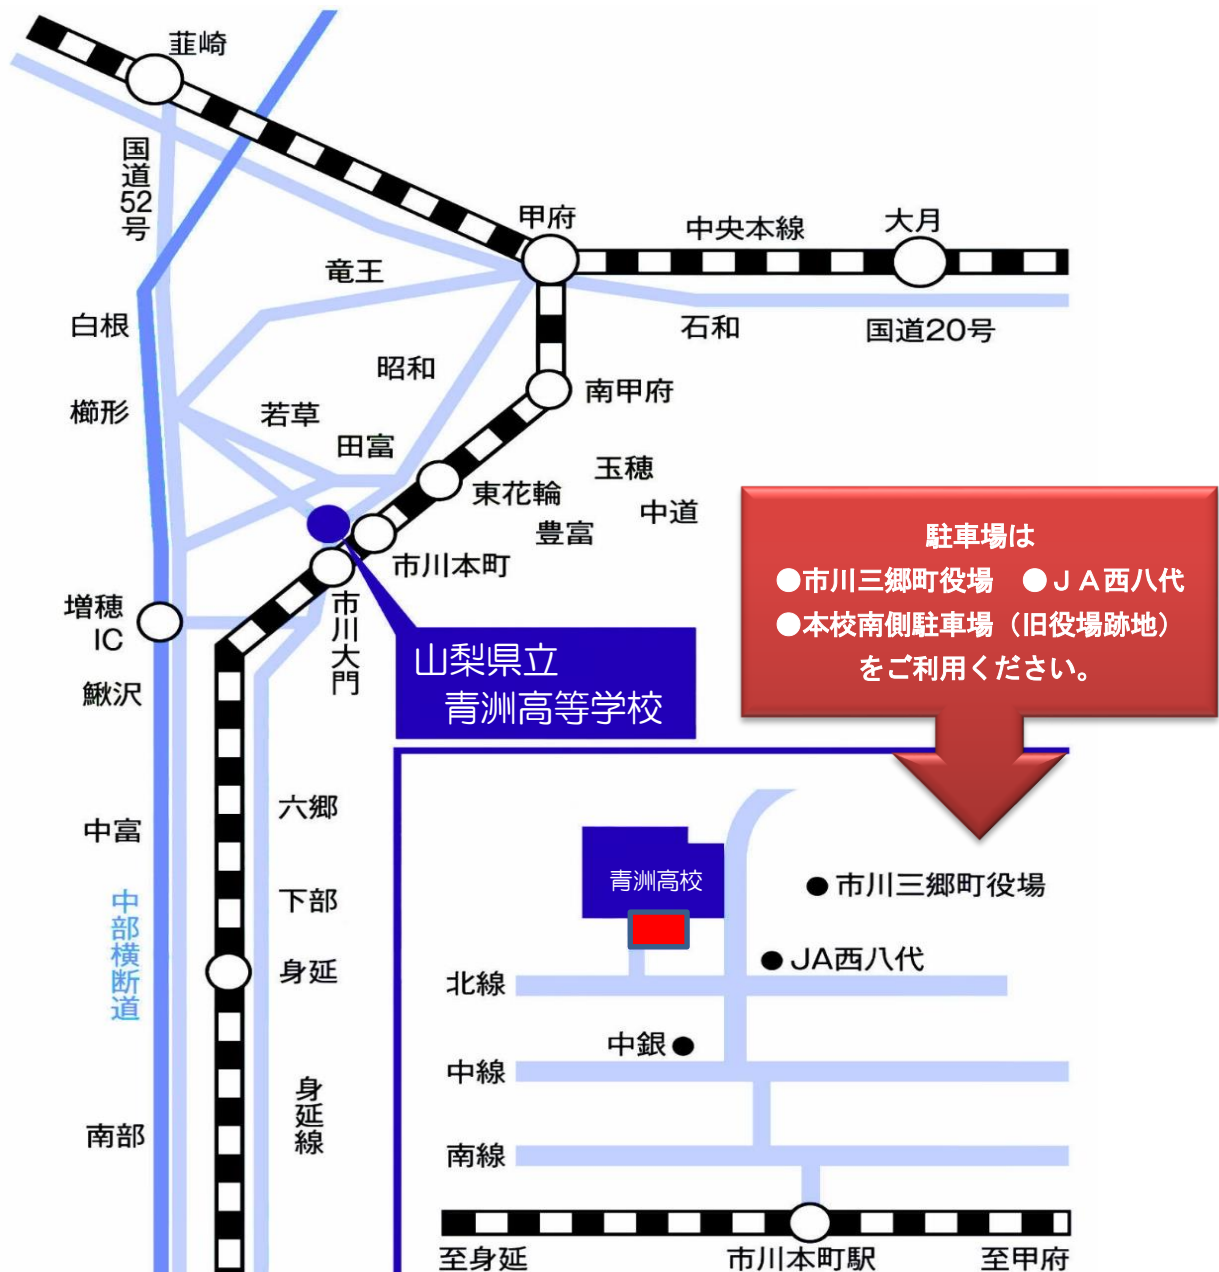 韮崎
国道52号
甲府
中央本線
大月
竜王
白根
石和
国道20号
昭和
櫛形
若草
南甲府
田富
東花輪
玉穂
中道
豊富
市川本町
増穂
IC
市川大門
鰍沢
山梨県立
青洲高等学校
駐車場は
●市川三郷町役場 ●ＪＡ西八代
●本校南側駐車場（旧役場跡地）
をご利用ください。
六郷
中富
下部
中部横断道
身延
身延線
南部
青洲高校
●市川三郷町役場
●JA西八代
北線
中銀●
中線
南線
至身延
市川本町駅
至甲府